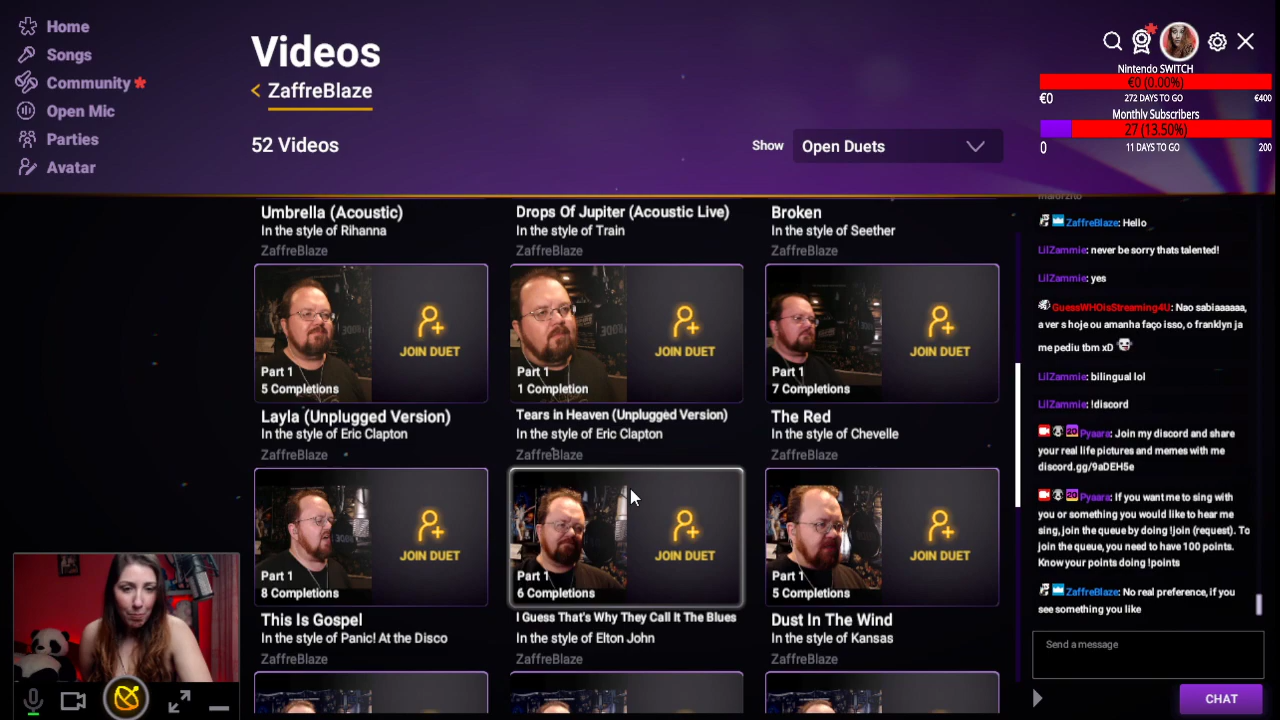 Home
Songs
Community
Open Mic
Parties
Avatar
Videos
< ZaffreBlaze
52 Videos
Show
Open Duets
Nintendo SWITCH
€0 (0.00%)
€0
272 DAYS TO GO
€400
Monthly Subscribers
27 (13.50%)
0
11 DAYS TO GO
200
Umbrella (Acoustic)
In the style of Rihanna
ZaffreBlaze
Drops Of Jupiter (Acoustic Live)
In the style of Train
ZaffreBlaze
Broken
In the style of Seether
ZaffreBlaze
JOIN DUET
Part 1
5 Completions
Layla (Unplugged Version)
In the style of Eric Clapton
ZaffreBlaze
JOIN DUET
Part 1
1 Completion
Tears in Heaven (Unplugged Version)
In the style of Eric Clapton
ZaffreBlaze
JOIN DUET
Part 1
7 Completions
The Red
In the style of Chevelle
ZaffreBlaze
JOIN DUET
Part 1
8 Completions
This Is Gospel
In the style of Panic! At the Disco
ZaffreBlaze
JOIN DUET
Part 1
6 Completions
I Guess That's Why They Call It The Blues
In the style of Elton John
ZaffreBlaze
JOIN DUET
Part 1
5 Completions
Dust In The Wind
In the style of Kansas
ZaffreBlaze
ZaffreBlaze: Hello
LilZammie: never be sorry thats talented!
LilZammie: yes
GuessWHOisStreaming4U: Nao sabiaaaaaa,
a ver s hoje ou amanha faço isso, o franklyn ja
me pediu tbm xD
LilZammie: bilingual lol
LilZammie: !discord
20 Pyaara: Join my discord and share
your real life pictures and memes with me
discord.gg/9aDEH5e
20 Pyaara: If you want me to sing with
you or something you would like to hear me
sing, join the queue by doing !join (request). To
join the queue, you need to have 100 points.
Know your points doing !points
ZaffreBlaze: No real preference, if you
see something you like
Send a message
CHAT